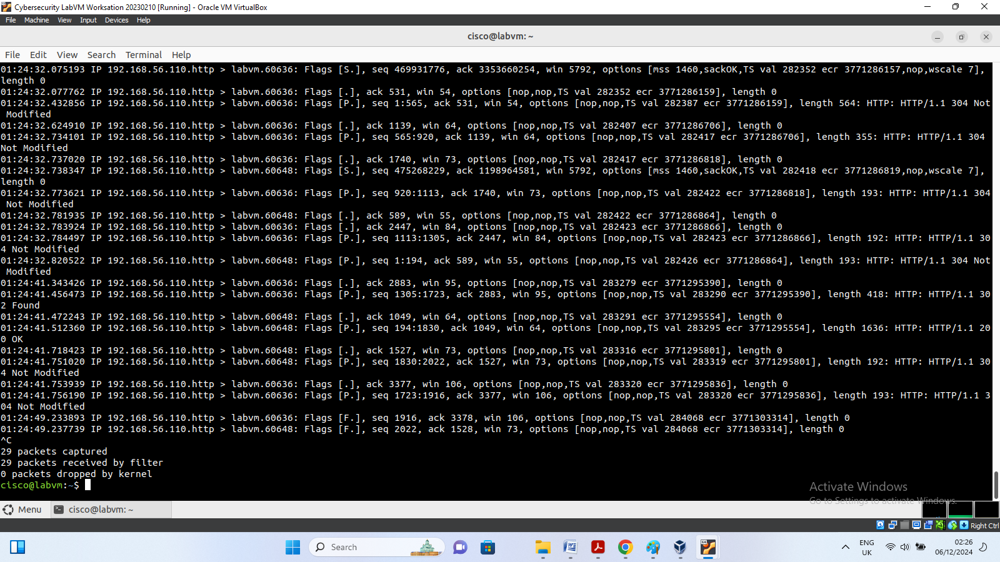 Cybersecurity LabVM Worksation 20230210 [Running] - Oracle VM VirtualBox
File Machine View Input Devices Help
cisco@labvm: ~
File Edit View Search Terminal Help
01:24:32.075193 IP 192.168.56.110.http > labvm.60636: Flags [S.], seq 469931776, ack 3353660254, win 5792, options [mss 1460,sackOK,TS val 282352 ecr 3771286157,nop,wscale 7],
length 0
01:24:32.077762 IP 192.168.56.110.http > labvm.60636: Flags [.], ack 531, win 54, options [nop,nop,TS val 282352 ecr 3771286159], length 0
01:24:32.432856 IP 192.168.56.110.http > labvm.60636: Flags [P.], seq 1:565, ack 531, win 54, options [nop,nop,TS val 282387 ecr 3771286159], length 564: HTTP: HTTP/1.1 304 Not
Modified
01:24:32.624910 IP 192.168.56.110.http > labvm.60636: Flags [.], ack 1139, win 64, options [nop,nop,TS val 282407 ecr 3771286706], length 0
01:24:32.734101 IP 192.168.56.110.http > labvm.60636: Flags [P.], seq 565:920, ack 1139, win 64, options [nop,nop,TS val 282417 ecr 3771286706], length 355: HTTP: HTTP/1.1 304
Not Modified
01:24:32.737020 IP 192.168.56.110.http > labvm.60636: Flags [.], ack 1740, win 73, options [nop,nop,TS val 282417 ecr 3771286818], length 0
01:24:32.738347 IP 192.168.56.110.http > labvm.60648: Flags [S.], seq 475268229, ack 1198964581, win 5792, options [mss 1460,sackOK,TS val 282418 ecr 3771286819,nop,wscale 7],
length 0
01:24:32.773621 IP 192.168.56.110.http > labvm.60636: Flags [P.], seq 920:1113, ack 1740, win 73, options [nop,nop,TS val 282422 ecr 3771286818], length 193: HTTP: HTTP/1.1 304
Not Modified
01:24:32.781935 IP 192.168.56.110.http > labvm.60648: Flags [.], ack 589, win 55, options [nop,nop,TS val 282422 ecr 3771286864], length 0
01:24:32.783924 IP 192.168.56.110.http > labvm.60636: Flags [.], ack 2447, win 84, options [nop,nop,TS val 282423 ecr 3771286866], length 0
01:24:32.784497 IP 192.168.56.110.http > labvm.60636: Flags [P.], seq 1113:1305, ack 2447, win 84, options [nop,nop,TS val 282423 ecr 3771286866], length 192: HTTP: HTTP/1.1 30
4 Not Modified
01:24:32.820522 IP 192.168.56.110.http > labvm.60648: Flags [P.], seq 1:194, ack 589, win 55, options [nop,nop,TS val 282426 ecr 3771286864], length 193: HTTP: HTTP/1.1 304 Not
Modified
01:24:41.343426 IP 192.168.56.110.http > labvm.60636: Flags [.], ack 2883, win 95, options [nop,nop,TS val 283279 ecr 3771295390], length 0
01:24:41.456473 IP 192.168.56.110.http > labvm.60636: Flags [P.], seq 1305:1723, ack 2883, win 95, options [nop,nop,TS val 283290 ecr 3771295390], length 418: HTTP: HTTP/1.1 30
2 Found
01:24:41.472243 IP 192.168.56.110.http > labvm.60648: Flags [.], ack 1049, win 64, options [nop,nop,TS val 283291 ecr 3771295554], length 0
01:24:41.512360 IP 192.168.56.110.http > labvm.60648: Flags [P.], seq 194:1830, ack 1049, win 64, options [nop,nop,TS val 283295 ecr 3771295554], length 1636: HTTP: HTTP/1.1 20
0 OK
01:24:41.718423 IP 192.168.56.110.http > labvm.60648: Flags [.], ack 1527, win 73, options [nop,nop,TS val 283316 ecr 3771295801], length 0
01:24:41.751020 IP 192.168.56.110.http > labvm.60648: Flags [P.], seq 1830:2022, ack 1527, win 73, options [nop,nop,TS val 283319 ecr 3771295801], length 192: HTTP: HTTP/1.1 30
4 Not Modified
01:24:41.753939 IP 192.168.56.110.http > labvm.60636: Flags [.], ack 3377, win 106, options [nop,nop,TS val 283320 ecr 3771295836], length 0
01:24:41.756190 IP 192.168.56.110.http > labvm.60636: Flags [P.], seq 1723:1916, ack 3377, win 106, options [nop,nop,TS val 283320 ecr 3771295836], length 193: HTTP: HTTP/1.1 3
04 Not Modified
01:24:49.233893 IP 192.168.56.110.http > labvm.60636: Flags [F.], seq 1916, ack 3378, win 106, options [nop,nop,TS val 284068 ecr 3771303314], length 0
01:24:49.237739 IP 192.168.56.110.http > labvm.60648: Flags [F.], seq 2022, ack 1528, win 73, options [nop,nop,TS val 284068 ecr 3771303314], length 0
^C
29 packets captured
29 packets received by filter
0 packets dropped by kernel
cisco@labvm:~$
Activate Windows
Go to Settings to activate Windows.
Menu cisco@labvm: ~
Right Ctrl
Search
ENG
UK
02:26
06/12/2024